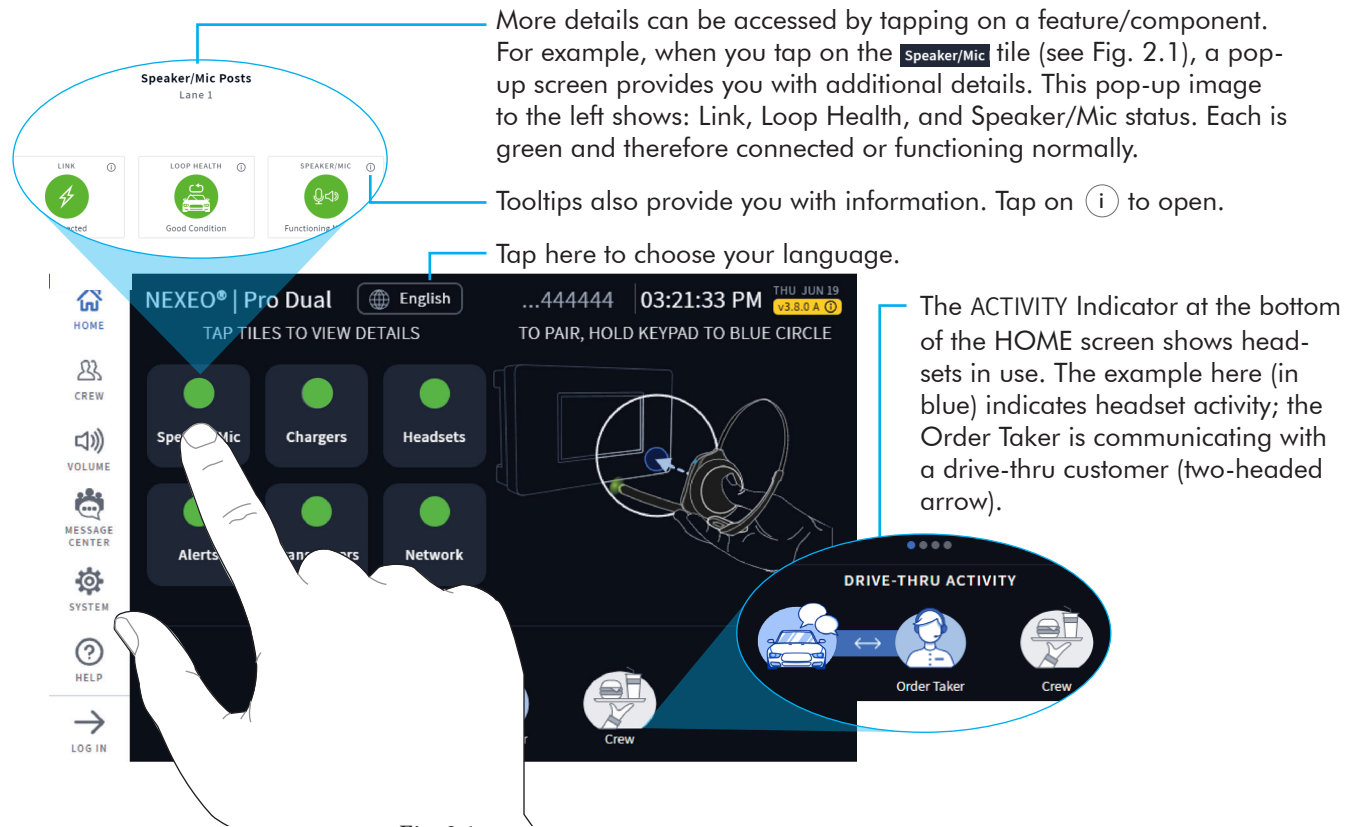 More details can be accessed by tapping on a feature/component.
For example, when you tap on the Speaker/Mic tile (see Fig. 2.1), a pop-
up screen provides you with additional details. This pop-up image
to the left shows: Link, Loop Health, and Speaker/Mic status. Each is
green and therefore connected or functioning normally.
Speaker/Mic Posts
Lane 1
LINK
LOOP HEALTH
SPEAKER/MIC
Good Condition
Functioning
Tooltips also provide you with information. Tap on i to open.
Tap here to choose your language.
HOME
CREW
VOLUME
MESSAGE
CENTER
SYSTEM
HELP
LOG IN
NEXEO® | Pro Dual
English
...444444
03:21:33 PM
THU JUN 19
v3.8.0 A
TAP TILES TO VIEW DETAILS
TO PAIR, HOLD KEYPAD TO BLUE CIRCLE
Chargers
Headsets
Alerts
Network
Crew
The ACTIVITY Indicator at the bottom
of the HOME screen shows head-
sets in use. The example here (in
blue) indicates headset activity; the
Order Taker is communicating with
a drive-thru customer (two-headed
arrow).
DRIVE-THRU ACTIVITY
Order Taker
Crew